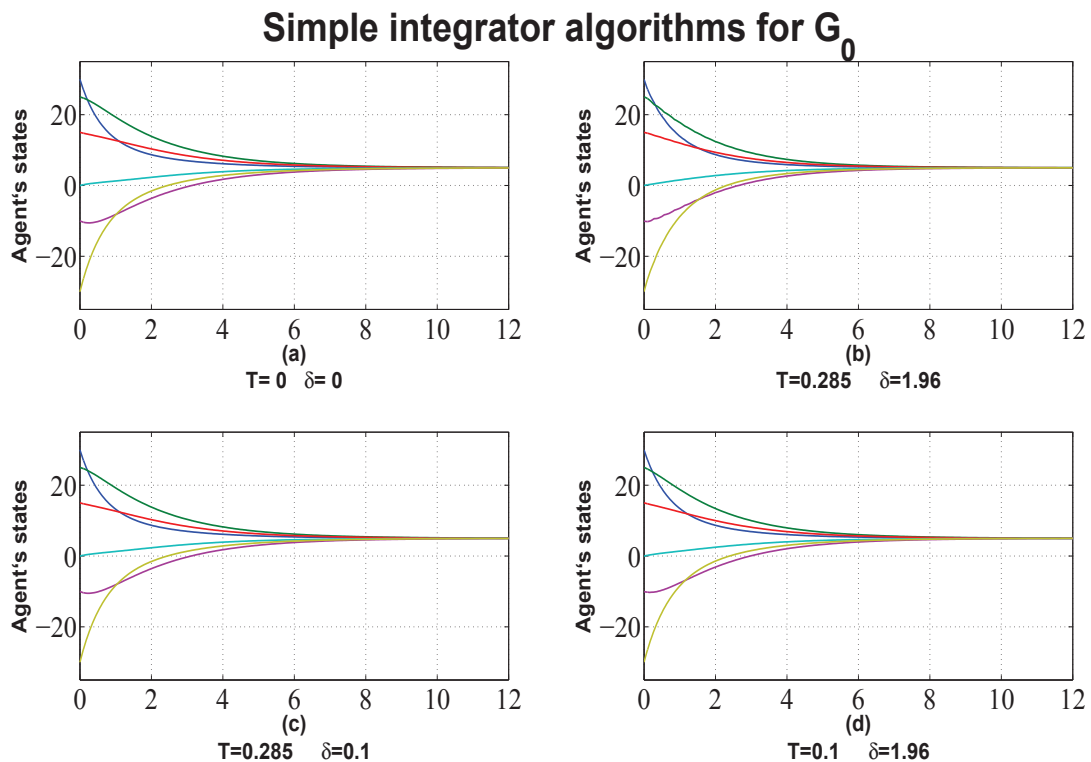 Simple integrator algorithms for G0
Agent‘s states
20
0
−20
0 2 4 6 8 10 12
(a)
T= 0 δ= 0
Agent‘s states
20
0
−20
0 2 4 6 8 10 12
(b)
T=0.285 δ=1.96
Agent‘s states
20
0
−20
0 2 4 6 8 10 12
(c)
T=0.285 δ=0.1
Agent‘s states
20
0
−20
0 2 4 6 8 10 12
(d)
T=0.1 δ=1.96